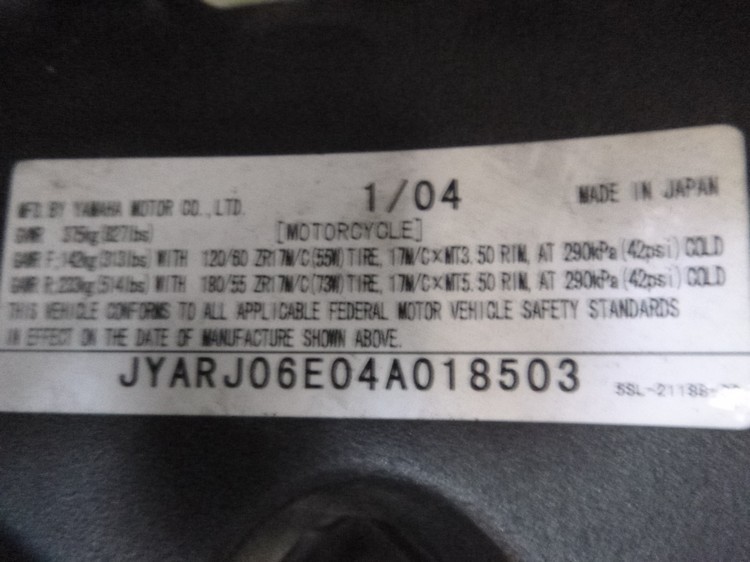 1/04
MFD.BY YAMAHA MOTOR CO.,LTD. MADE IN JAPAN
GVWR 375kg(827lbs) [MOTORCYCLE]
GAWR F:142kg(313lbs) WITH 120/60 ZR17M/C(55W)TIRE, 17M/C×MT3.50 RIM, AT 290kPa(42psi) COLD
GAWR R:233kg(514lbs) WITH 180/55 ZR17M/C(73W)TIRE, 17M/C×MT5.50 RIM, AT 290kPa(42psi) COLD
THIS VEHICLE CONFORMS TO ALL APPLICABLE FEDERAL MOTOR VEHICLE SAFETY STANDARDS
IN EFFECT ON THE DATE OF MANUFACTURE SHOWN ABOVE.
JYARJ06E04A018503